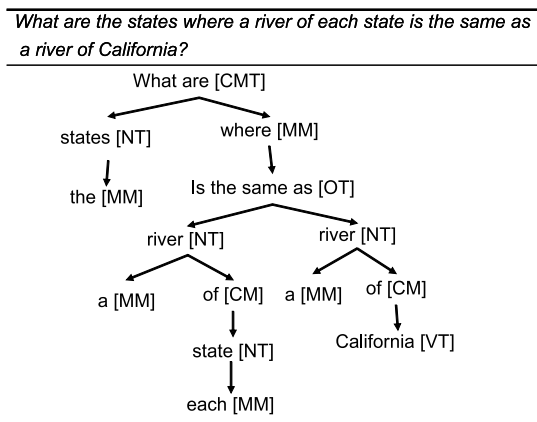 What are the states where a river of each state is the same as
a river of California?
What are [CMT]
states [NT]
where [MM]
the [MM]
Is the same as [OT]
river [NT]
river [NT]
a [MM]
of [CM]
a [MM]
of [CM]
state [NT]
California [VT]
each [MM]